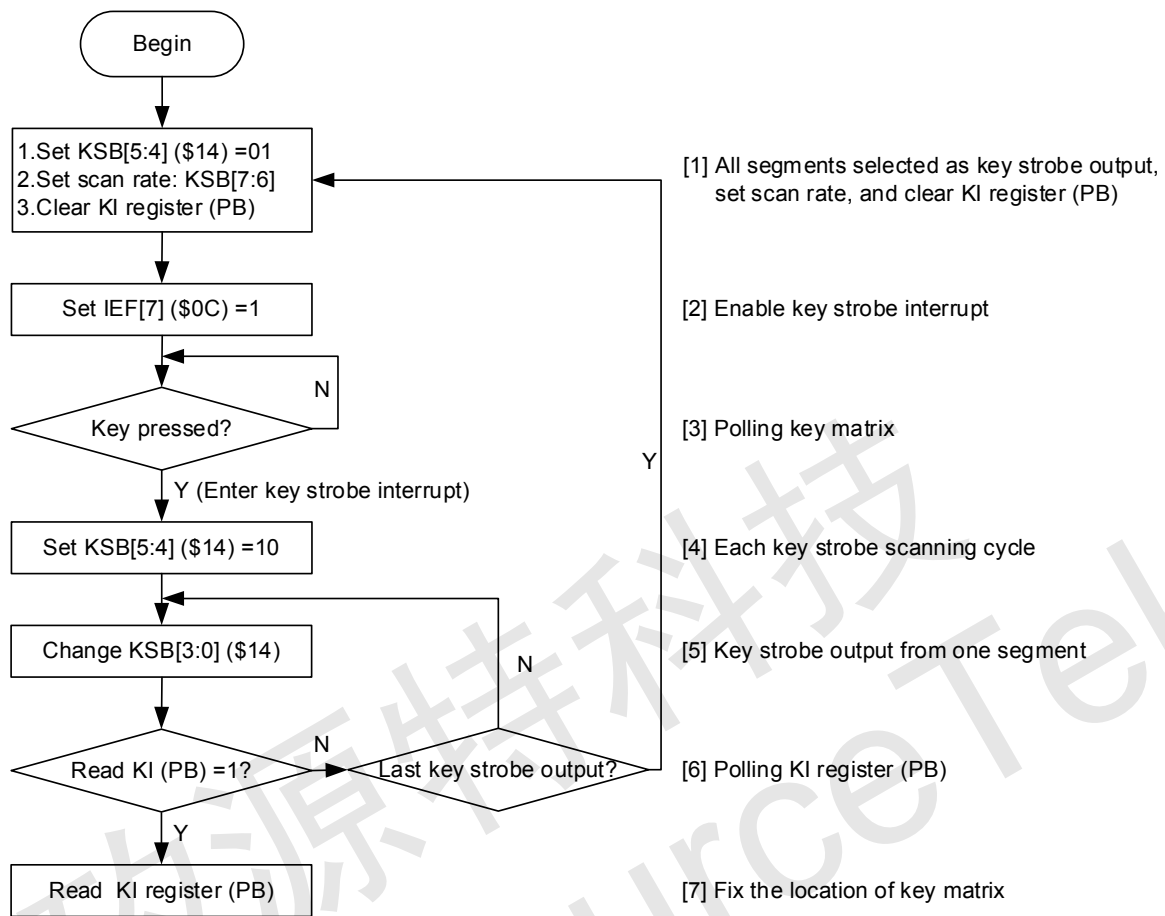 Begin
1.Set KSB[5:4] ($14) =01
2.Set scan rate: KSB[7:6]
3.Clear KI register (PB)
[1] All segments selected as key strobe output,
set scan rate, and clear KI register (PB)
Set IEF[7] ($0C) =1
[2] Enable key strobe interrupt
N
Key pressed?
[3] Polling key matrix
Y
Y (Enter key strobe interrupt)
Set KSB[5:4] ($14) =10
[4] Each key strobe scanning cycle
Change KSB[3:0] ($14)
N
[5] Key strobe output from one segment
Read KI (PB) =1?
N
Last key strobe output?
[6] Polling KI register (PB)
Y
Read KI register (PB)
[7] Fix the location of key matrix
源特科技
urceTel